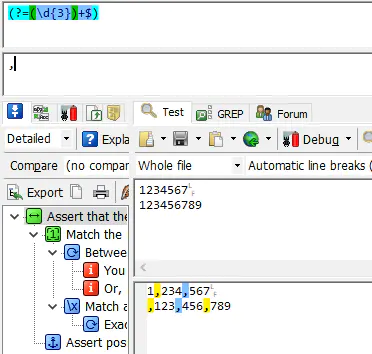 (?=(\d{3})+$)
,
Test GREP Forum
Detailed Expla Debug
Compare (no compar Whole file Automatic line breaks (
Export
1234567
123456789
Assert that the
Match the
Betwee
You
Or,
Match a
Exac
Assert pos
1,234,567
,123,456,789